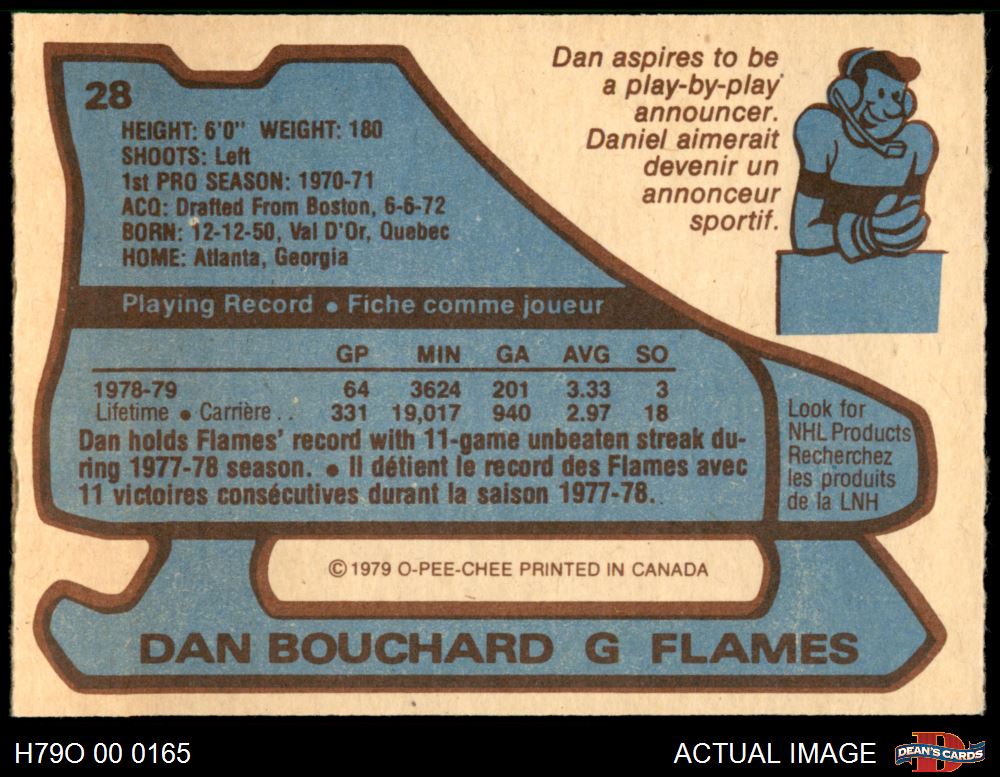 28
HEIGHT: 6'0" WEIGHT: 180
SHOOTS: Left
1st PRO SEASON: 1970-71
ACQ: Drafted From Boston, 6-6-72
BORN: 12-12-50, Val D'Or, Quebec
HOME: Atlanta, Georgia
Dan aspires to be
a play-by-play
announcer.
Daniel aimerait
devenir un
annonceur
sportif.
Playing Record • Fiche comme joueur
GP MIN GA AVG SO
1978-79 64 3624 201 3.33 3
Lifetime • Carrière . . 331 19,017 940 2.97 18
Dan holds Flames' record with 11-game unbeaten streak du-
ring 1977-78 season. • Il détient le record des Flames avec
11 victoires consécutives durant la saison 1977-78.
Look for
NHL Products
Recherchez
les produits
de la LNH
© 1979 O-PEE-CHEE PRINTED IN CANADA
DAN BOUCHARD G FLAMES
H79O 00 0165
ACTUAL IMAGE
D
DEAN'S CARDS